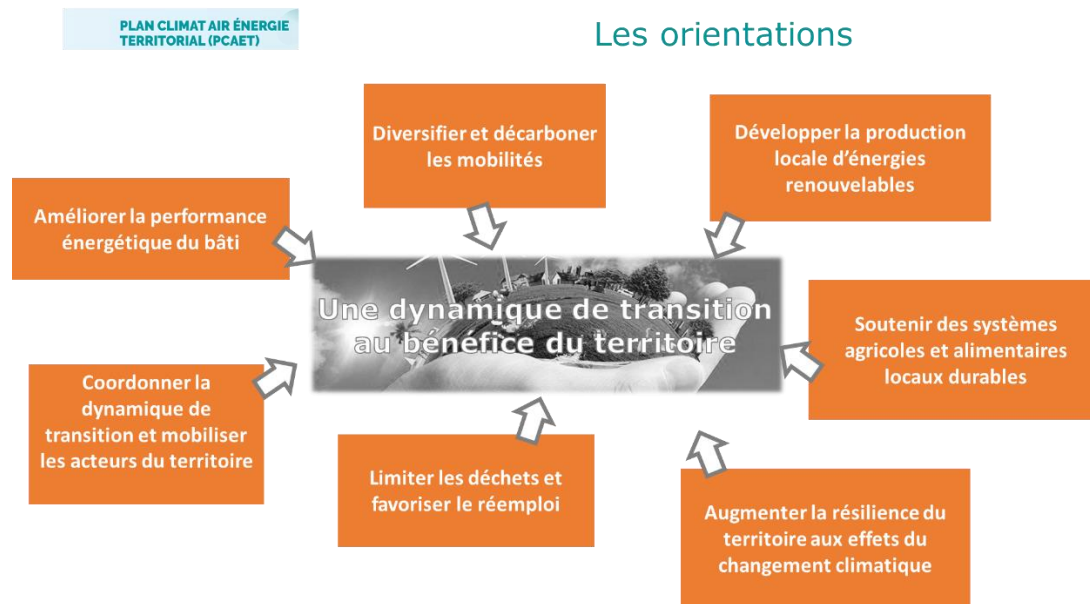 PLAN CLIMAT AIR ÉNERGIE
TERRITORIAL (PCAET)
Les orientations
Diversifier et décarboner
les mobilités
Développer la production
locale d’énergies
renouvelables
Améliorer la performance
énergétique du bâti
Une dynamique de transition
au bénéfice du territoire
Soutenir des systèmes
agricoles et alimentaires
locaux durables
Coordonner la
dynamique de
transition et mobiliser
les acteurs du territoire
Limiter les déchets et
favoriser le réemploi
Augmenter la résilience du
territoire aux effets du
changement climatique